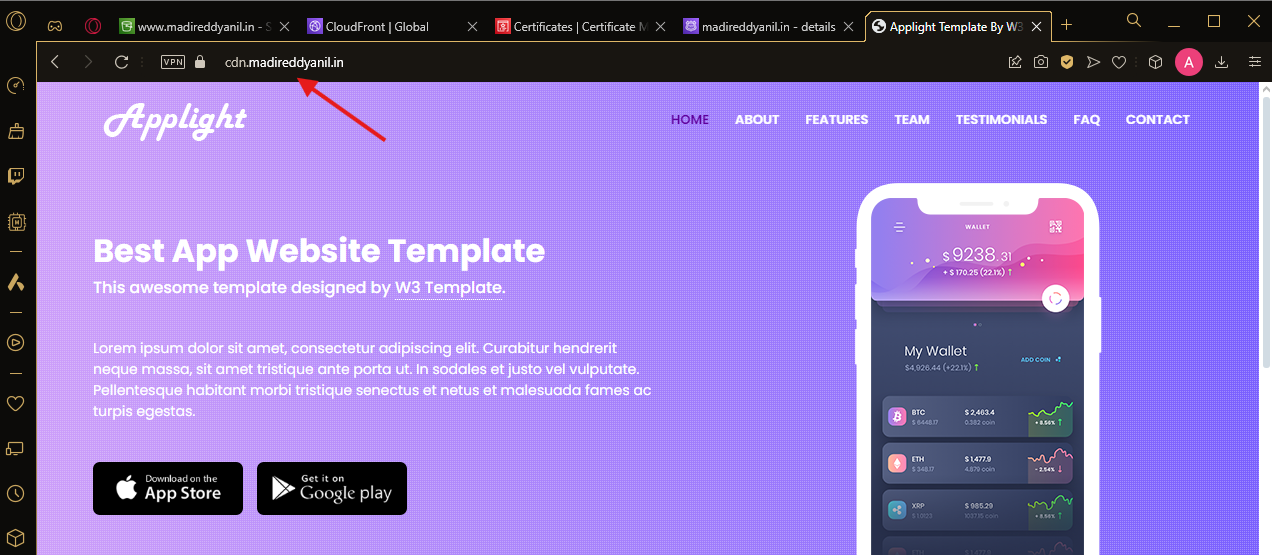 www.madireddyanil.in - S
CloudFront | Global
Certificates | Certificate M
madireddyanil.in - details
Applight Template By W3
VPN
cdn.madireddyanil.in
A
Applight
HOME
ABOUT
FEATURES
TEAM
TESTIMONIALS
FAQ
CONTACT
Best App Website Template
This awesome template designed by W3 Template.
Lorem ipsum dolor sit amet, consectetur adipiscing elit. Curabitur hendrerit
neque massa, sit amet tristique ante porta ut. In sodales et justo vel vulputate.
Pellentesque habitant morbi tristique senectus et netus et malesuada fames ac
turpis egestas.
Download on the
App Store
Get it on
Google play
WALLET
$ 9238.31
+ $ 170.25 (22.1%) ↑
My Wallet
ADD COIN
$4,926.44 (+22.1%) ↑
BTC
$ 2,463.4
$ 6448.17
0.382 coin
+ 8.56% ↑
ETH
$ 1,477.9
$ 348.17
4.879 coin
- 2.54% ↓
XRP
$ 985.29